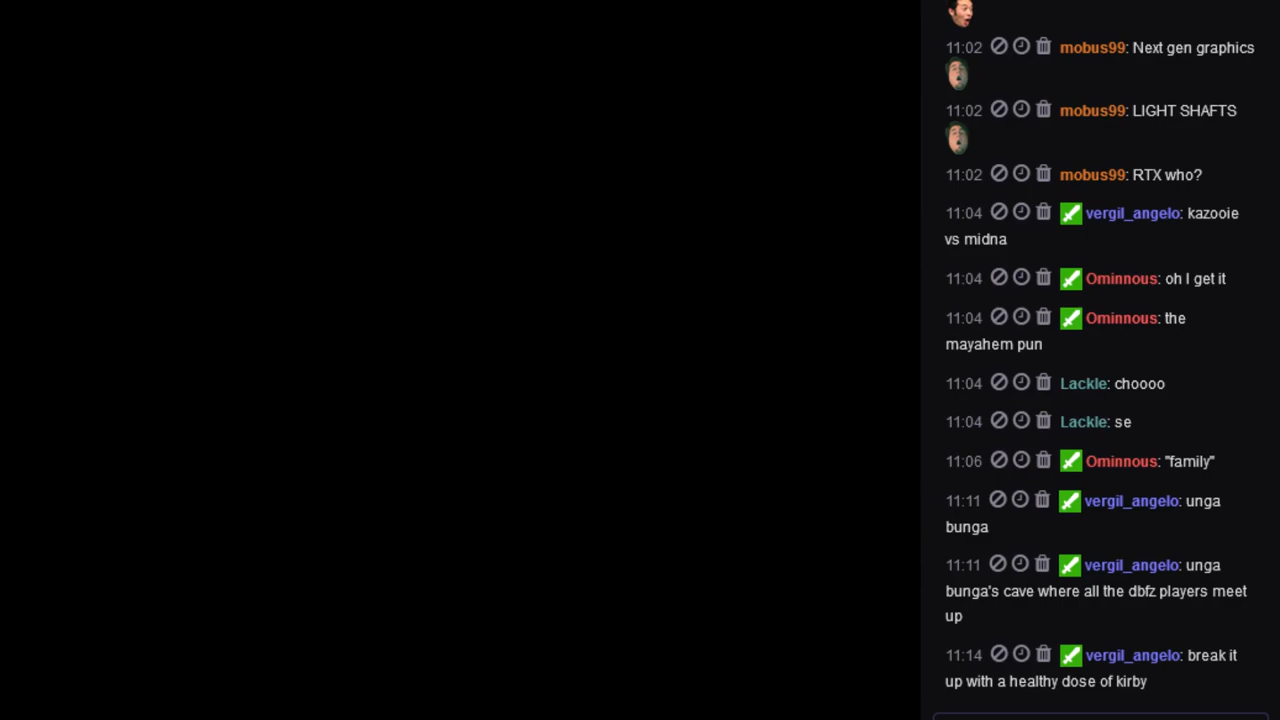 11:02 mobus99: Next gen graphics
11:02 mobus99: LIGHT SHAFTS
11:02 mobus99: RTX who?
11:04 vergil_angelo: kazooie
vs midna
11:04 Ominnous: oh I get it
11:04 Ominnous: the
mayahem pun
11:04 Lackle: choooo
11:04 Lackle: se
11:06 Ominnous: "family"
11:11 vergil_angelo: unga
bunga
11:11 vergil_angelo: unga
bunga's cave where all the dbfz players meet
up
11:14 vergil_angelo: break it
up with a healthy dose of kirby